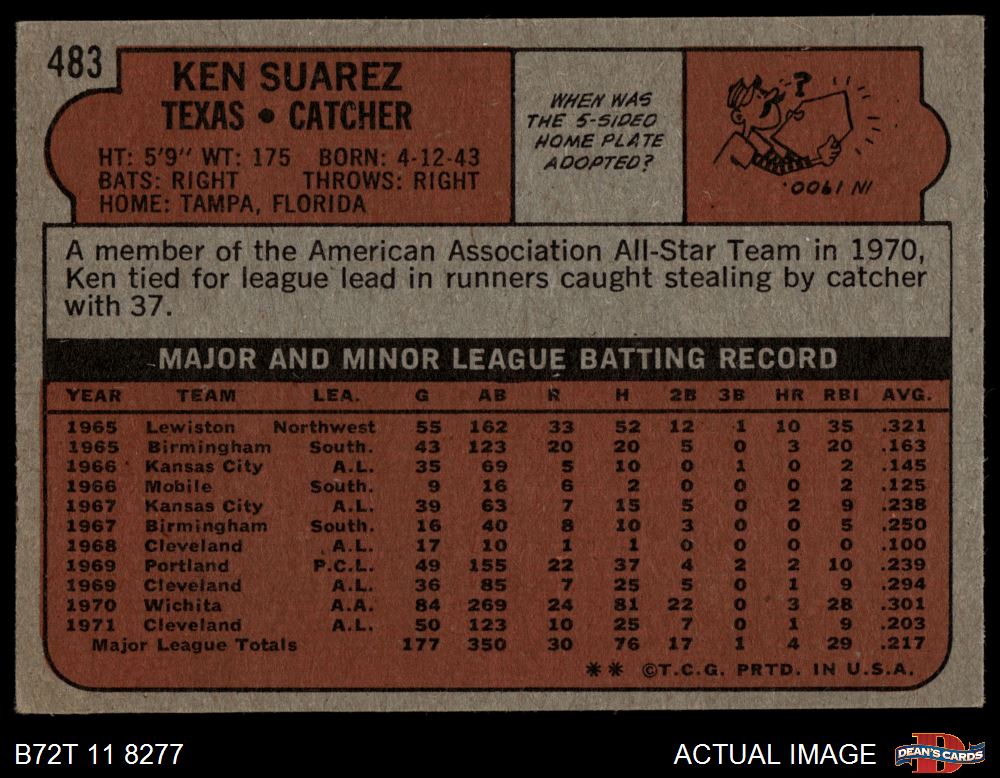 483
KEN SUAREZ
TEXAS • CATCHER
HT: 5'9" WT: 175 BORN: 4-12-43
BATS: RIGHT THROWS: RIGHT
HOME: TAMPA, FLORIDA
WHEN WAS
THE 5-SIDED
HOME PLATE
ADOPTED?
?
IN 1900.
A member of the American Association All-Star Team in 1970,
Ken tied for league lead in runners caught stealing by catcher
with 37.
MAJOR AND MINOR LEAGUE BATTING RECORD
YEAR TEAM LEA. G AB R H 2B 3B HR RBI AVG.
1965 Lewiston Northwest 55 162 33 52 12 1 10 35 .321
1965 Birmingham South. 43 123 20 20 5 0 3 20 .163
1966 Kansas City A.L. 35 69 5 10 0 1 0 2 .145
1966 Mobile South. 9 16 6 2 0 0 0 2 .125
1967 Kansas City A.L. 39 63 7 15 5 0 2 9 .238
1967 Birmingham South. 16 40 8 10 3 0 0 5 .250
1968 Cleveland A.L. 17 10 1 1 0 0 0 0 .100
1969 Portland P.C.L. 49 155 22 37 4 2 2 10 .239
1969 Cleveland A.L. 36 85 7 25 5 0 1 9 .294
1970 Wichita A.A. 84 269 24 81 22 0 3 28 .301
1971 Cleveland A.L. 50 123 10 25 7 0 1 9 .203
Major League Totals 177 350 30 76 17 1 4 29 .217
** ©T.C.G. PRTD. IN U.S.A.
B72T 11 8277
ACTUAL IMAGE
DEAN'S CARDS